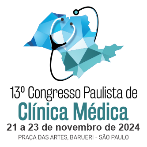 13º Congresso Paulista de
Clínica Médica
21 a 23 de novembro de 2024
PRAÇA DAS ARTES, BARUERI - SÃO PAULO